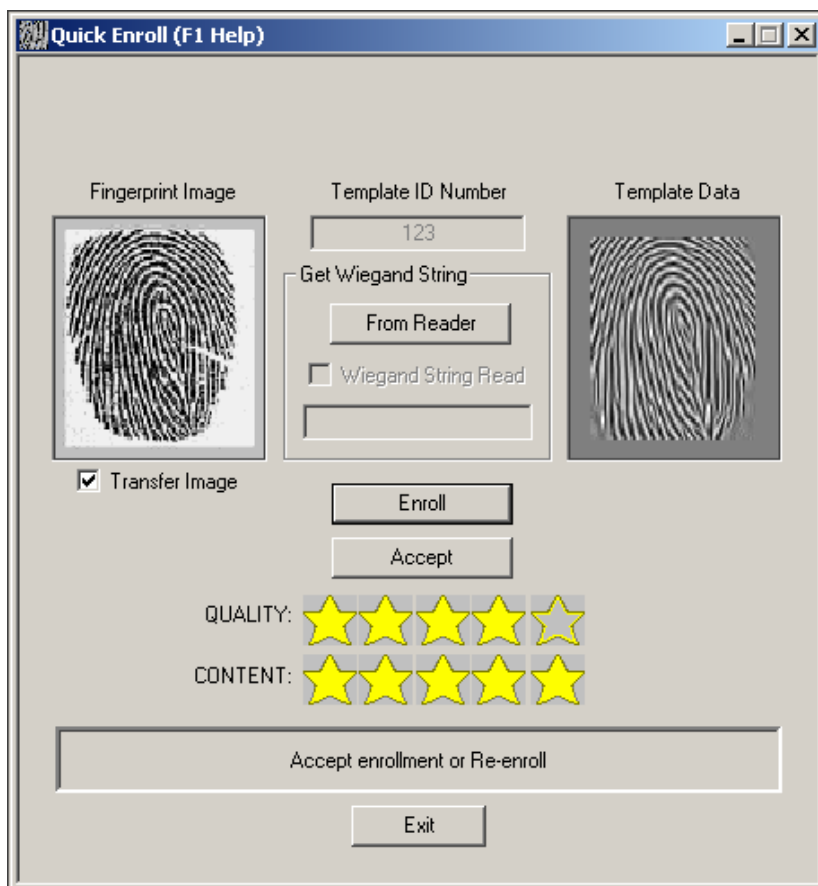 Quick Enroll (F1 Help)
Fingerprint Image
Template ID Number
Template Data
123
Get Wiegand String
From Reader
Wiegand String Read
Transfer Image
Enroll
Accept
QUALITY:
CONTENT:
Accept enrollment or Re-enroll
Exit